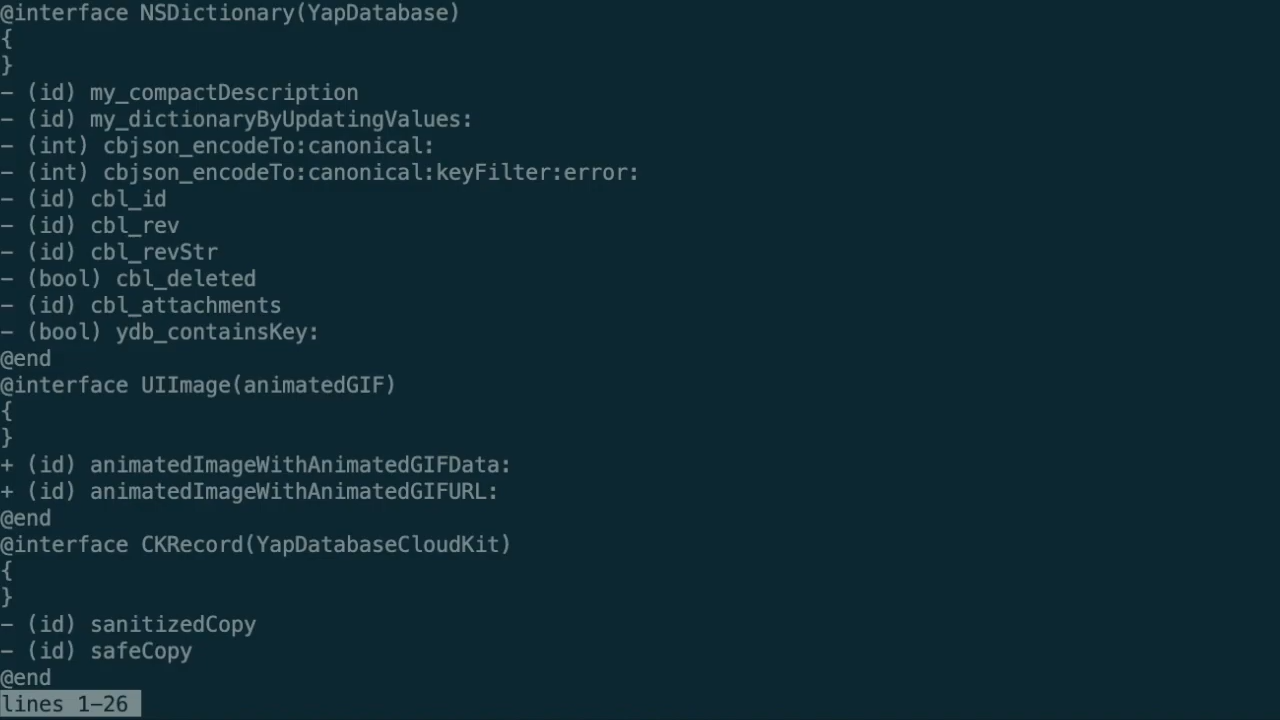 @interface NSDictionary(YapDatabase)
{
}
- (id) my_compactDescription
- (id) my_dictionaryByUpdatingValues:
- (int) cbjson_encodeTo:canonical:
- (int) cbjson_encodeTo:canonical:keyFilter:error:
- (id) cbl_id
- (id) cbl_rev
- (id) cbl_revStr
- (bool) cbl_deleted
- (id) cbl_attachments
- (bool) ydb_containsKey:
@end
@interface UIImage(animatedGIF)
{
}
+ (id) animatedImageWithAnimatedGIFData:
+ (id) animatedImageWithAnimatedGIFURL:
@end
@interface CKRecord(YapDatabaseCloudKit)
{
}
- (id) sanitizedCopy
- (id) safeCopy
@end
lines 1-26